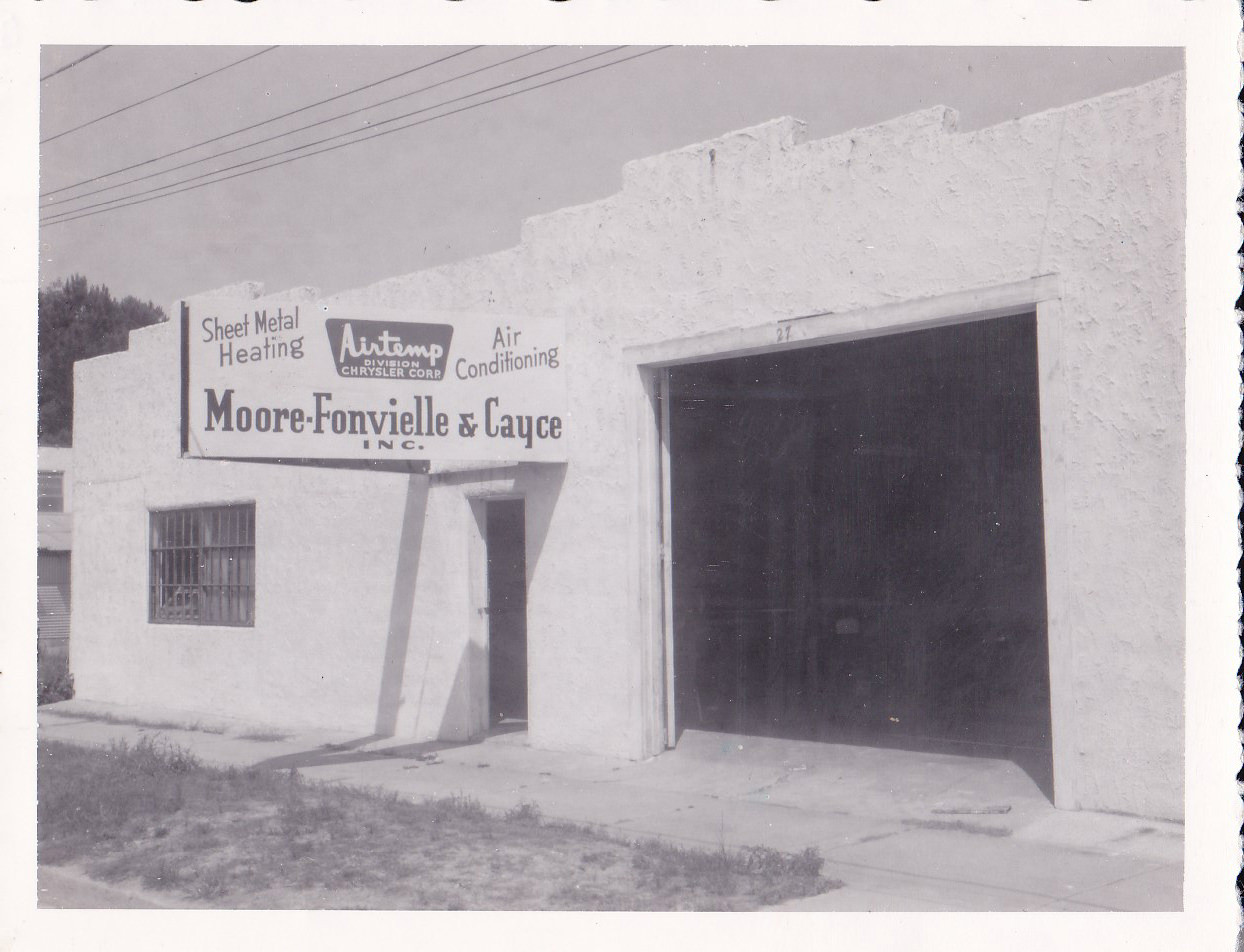 Sheet Metal
Heating
Airtemp
DIVISION
CHRYSLER CORP.
Air
Conditioning
Moore-Fonvielle & Cayce
INC.
27